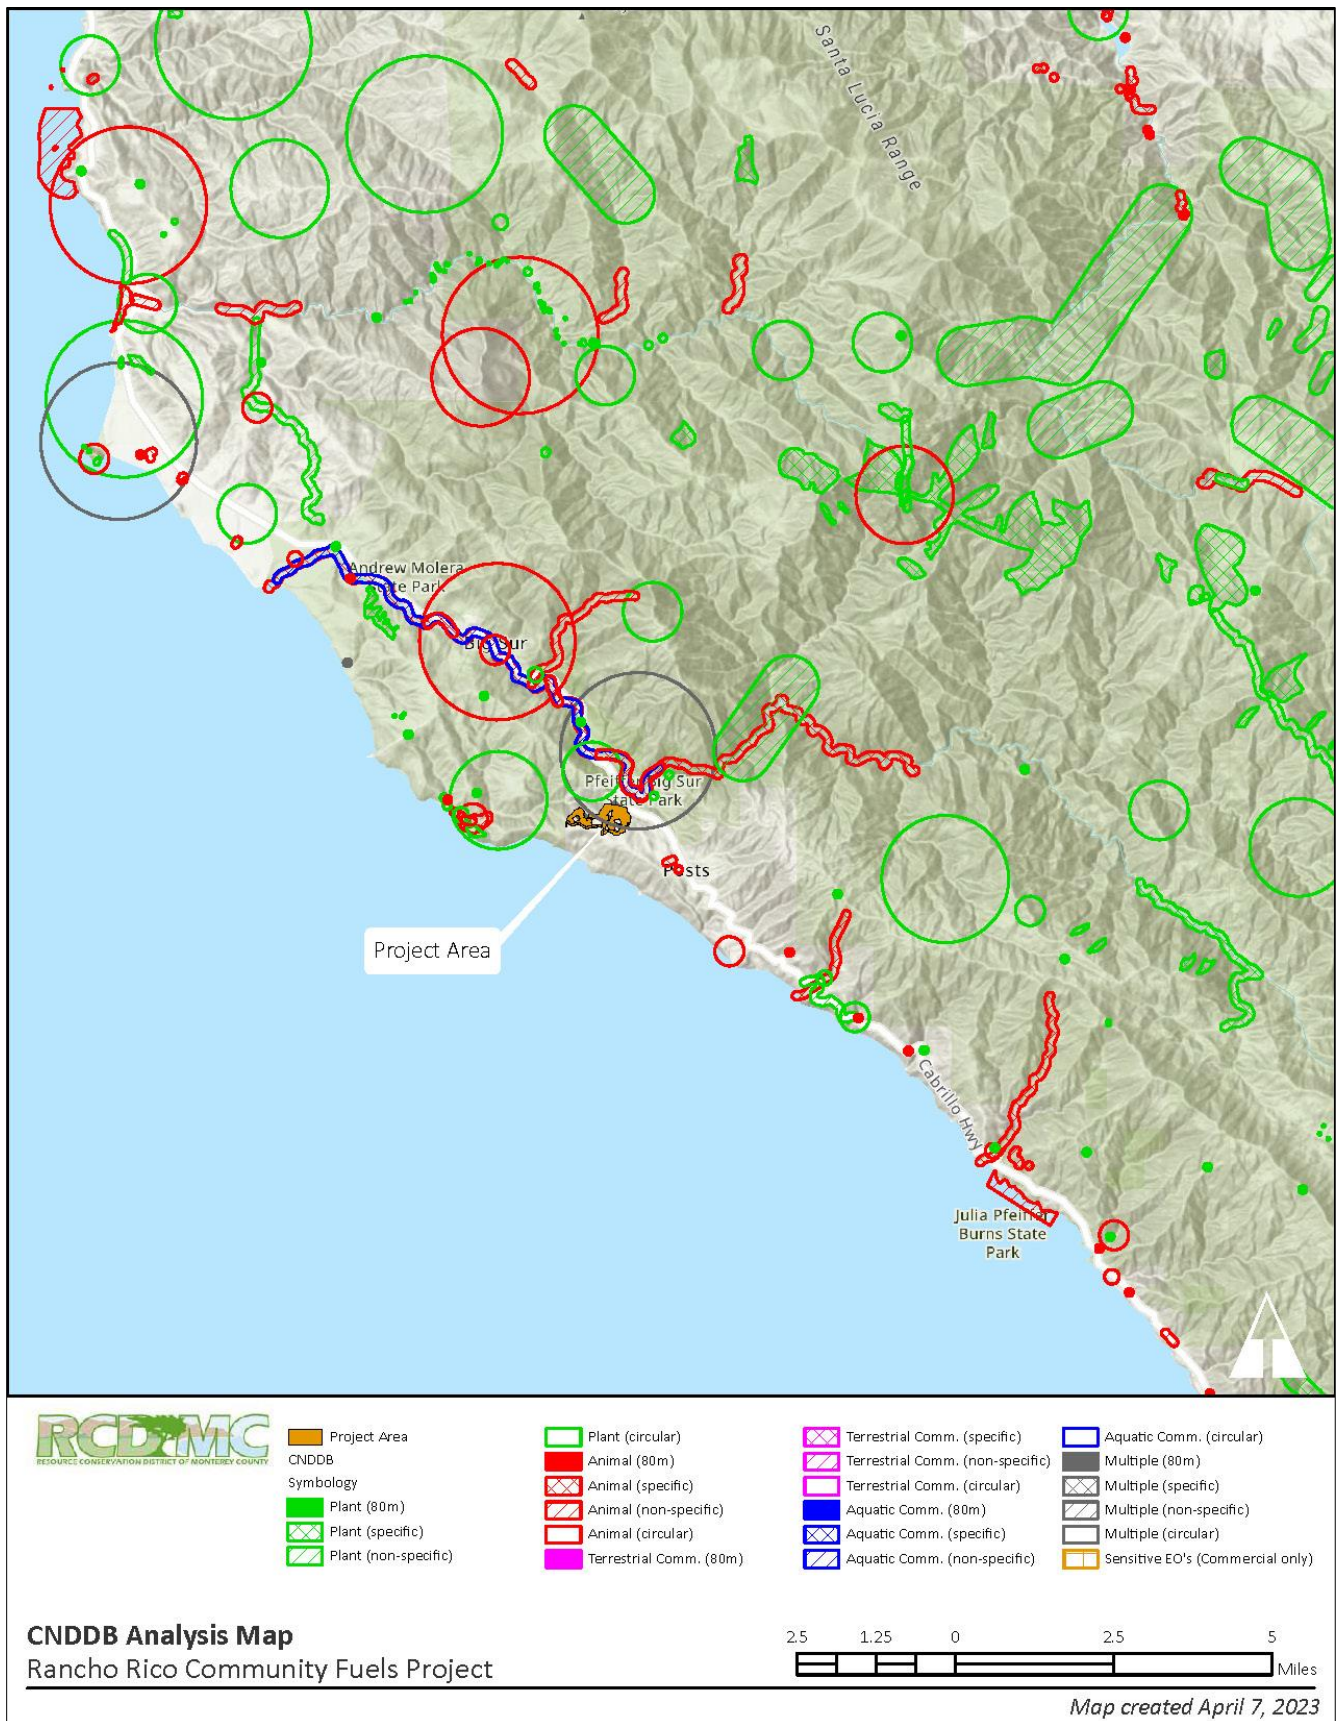 Santa Lucia Range
Andrew Molera
State Park
Big Sur
Pfeiffer Big Sur
State Park
Posts
Project Area
Cabrillo Hwy
Julia Pfeiffer
Burns State
Park
RCD MC
RESOURCE CONSERVATION DISTRICT OF MONTEREY COUNTY
Project Area
CNDDB
Symbology
Plant (80m)
Plant (specific)
Plant (non-specific)
Plant (circular)
Animal (80m)
Animal (specific)
Animal (non-specific)
Animal (circular)
Terrestrial Comm. (80m)
Terrestrial Comm. (specific)
Terrestrial Comm. (non-specific)
Terrestrial Comm. (circular)
Aquatic Comm. (80m)
Aquatic Comm. (specific)
Aquatic Comm. (non-specific)
Aquatic Comm. (circular)
Multiple (80m)
Multiple (specific)
Multiple (non-specific)
Multiple (circular)
Sensitive EO's (Commercial only)
CNDDB Analysis Map
Rancho Rico Community Fuels Project
2.5 1.25 0 2.5 5
Miles
Map created April 7, 2023